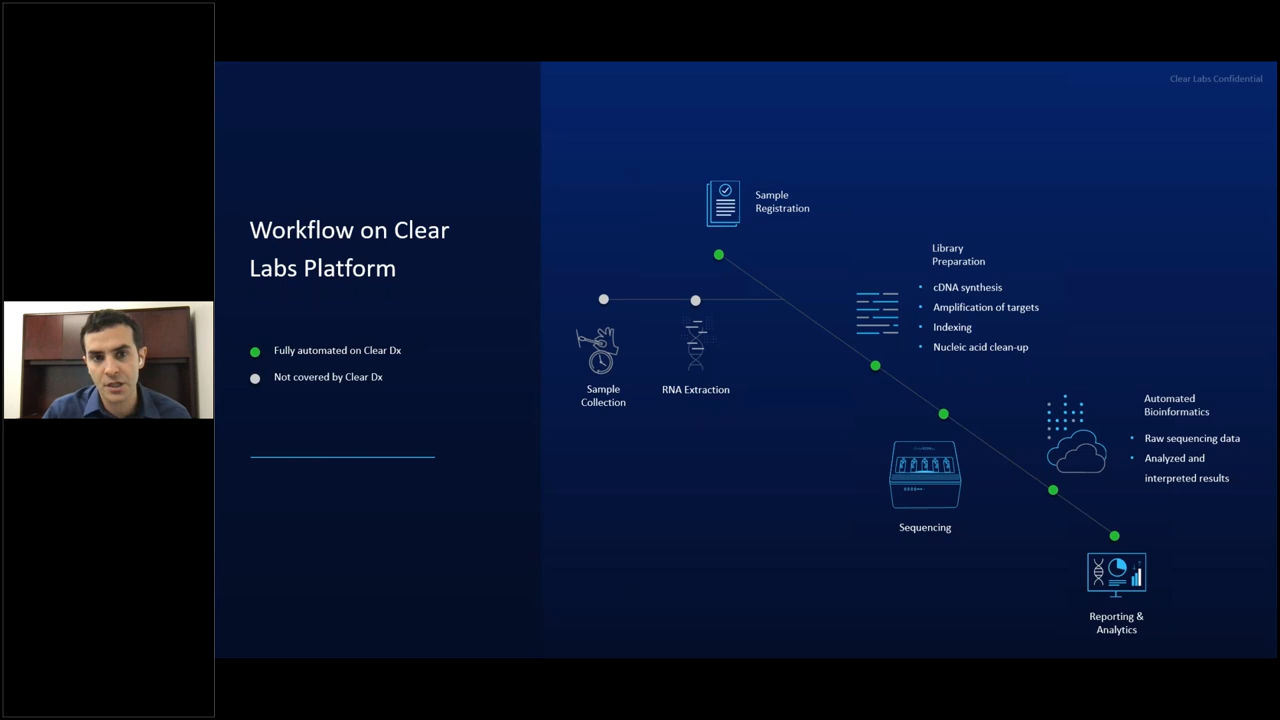 Clear Labs Confidential
Workflow on Clear
Labs Platform
Fully automated on Clear Dx
Not covered by Clear Dx
Sample
Registration
Sample
Collection
RNA Extraction
Library
Preparation
• cDNA synthesis
• Amplification of targets
• Indexing
• Nucleic acid clean-up
Sequencing
Automated
Bioinformatics
• Raw sequencing data
• Analyzed and
interpreted results
Reporting &
Analytics